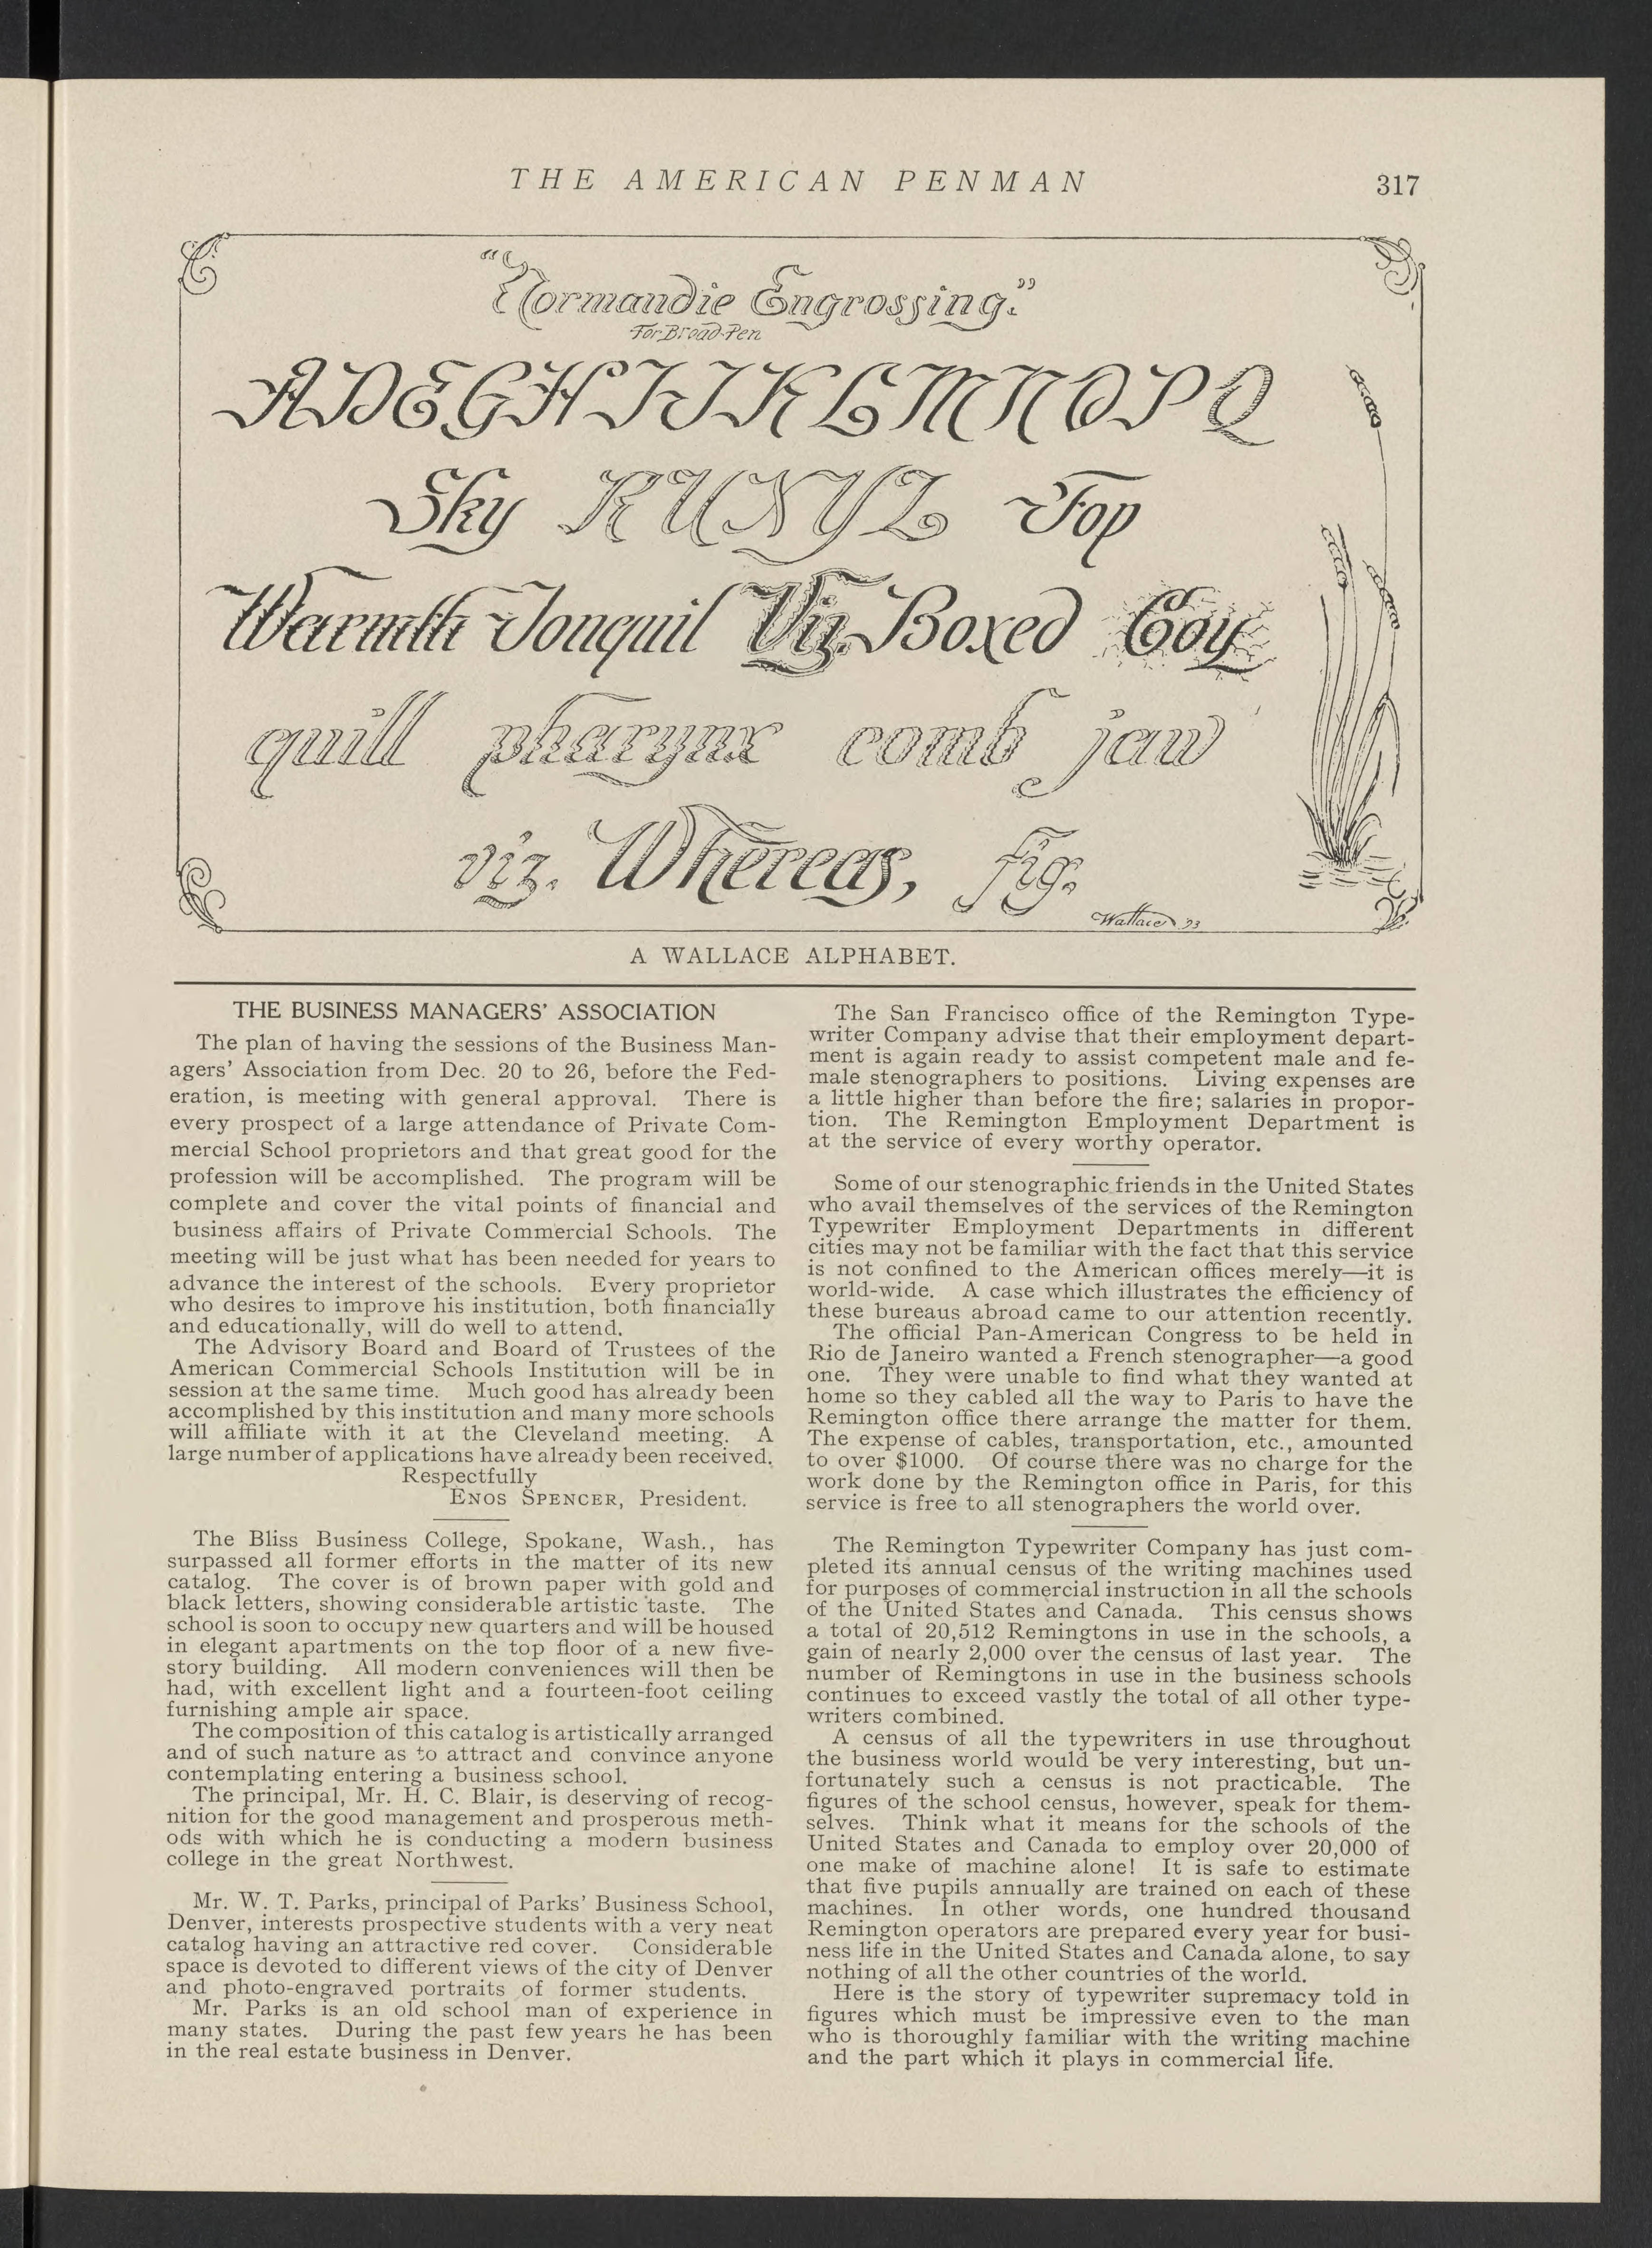 THE AMERICAN PENMAN
317
"Normandie Engrossing."
For Broad-Pen
A D E G H I J K L M N O P Q
Sky R U X Y Z Top
Warmth Jonquil Viz. Boxed Coy
quill pharynx comb jaw
viz. Whereas, fig.
Wallace '93
A WALLACE ALPHABET.
THE BUSINESS MANAGERS' ASSOCIATION
The plan of having the sessions of the Business Man-
agers' Association from Dec. 20 to 26, before the Fed-
eration, is meeting with general approval. There is
every prospect of a large attendance of Private Com-
mercial School proprietors and that great good for the
profession will be accomplished. The program will be
complete and cover the vital points of financial and
business affairs of Private Commercial Schools. The
meeting will be just what has been needed for years to
advance the interest of the schools. Every proprietor
who desires to improve his institution, both financially
and educationally, will do well to attend.
The Advisory Board and Board of Trustees of the
American Commercial Schools Institution will be in
session at the same time. Much good has already been
accomplished by this institution and many more schools
will affiliate with it at the Cleveland meeting. A
large number of applications have already been received.
Respectfully
ENOS SPENCER, President.
The Bliss Business College, Spokane, Wash., has
surpassed all former efforts in the matter of its new
catalog. The cover is of brown paper with gold and
black letters, showing considerable artistic taste. The
school is soon to occupy new quarters and will be housed
in elegant apartments on the top floor of a new five-
story building. All modern conveniences will then be
had, with excellent light and a fourteen-foot ceiling
furnishing ample air space.
The composition of this catalog is artistically arranged
and of such nature as to attract and convince anyone
contemplating entering a business school.
The principal, Mr. H. C. Blair, is deserving of recog-
nition for the good management and prosperous meth-
ods with which he is conducting a modern business
college in the great Northwest.
Mr. W. T. Parks, principal of Parks' Business School,
Denver, interests prospective students with a very neat
catalog having an attractive red cover. Considerable
space is devoted to different views of the city of Denver
and photo-engraved portraits of former students.
Mr. Parks is an old school man of experience in
many states. During the past few years he has been
in the real estate business in Denver.
The San Francisco office of the Remington Type-
writer Company advise that their employment depart-
ment is again ready to assist competent male and fe-
male stenographers to positions. Living expenses are
a little higher than before the fire; salaries in propor-
tion. The Remington Employment Department is
at the service of every worthy operator.
Some of our stenographic friends in the United States
who avail themselves of the services of the Remington
Typewriter Employment Departments in different
cities may not be familiar with the fact that this service
is not confined to the American offices merely—it is
world-wide. A case which illustrates the efficiency of
these bureaus abroad came to our attention recently.
The official Pan-American Congress to be held in
Rio de Janeiro wanted a French stenographer—a good
one. They were unable to find what they wanted at
home so they cabled all the way to Paris to have the
Remington office there arrange the matter for them.
The expense of cables, transportation, etc., amounted
to over $1000. Of course there was no charge for the
work done by the Remington office in Paris, for this
service is free to all stenographers the world over.
The Remington Typewriter Company has just com-
pleted its annual census of the writing machines used
for purposes of commercial instruction in all the schools
of the United States and Canada. This census shows
a total of 20,512 Remingtons in use in the schools, a
gain of nearly 2,000 over the census of last year. The
number of Remingtons in use in the business schools
continues to exceed vastly the total of all other type-
writers combined.
A census of all the typewriters in use throughout
the business world would be very interesting, but un-
fortunately such a census is not practicable. The
figures of the school census, however, speak for them-
selves. Think what it means for the schools of the
United States and Canada to employ over 20,000 of
one make of machine alone! It is safe to estimate
that five pupils annually are trained on each of these
machines. In other words, one hundred thousand
Remington operators are prepared every year for busi-
ness life in the United States and Canada alone, to say
nothing of all the other countries of the world.
Here is the story of typewriter supremacy told in
figures which must be impressive even to the man
who is thoroughly familiar with the writing machine
and the part which it plays in commercial life.